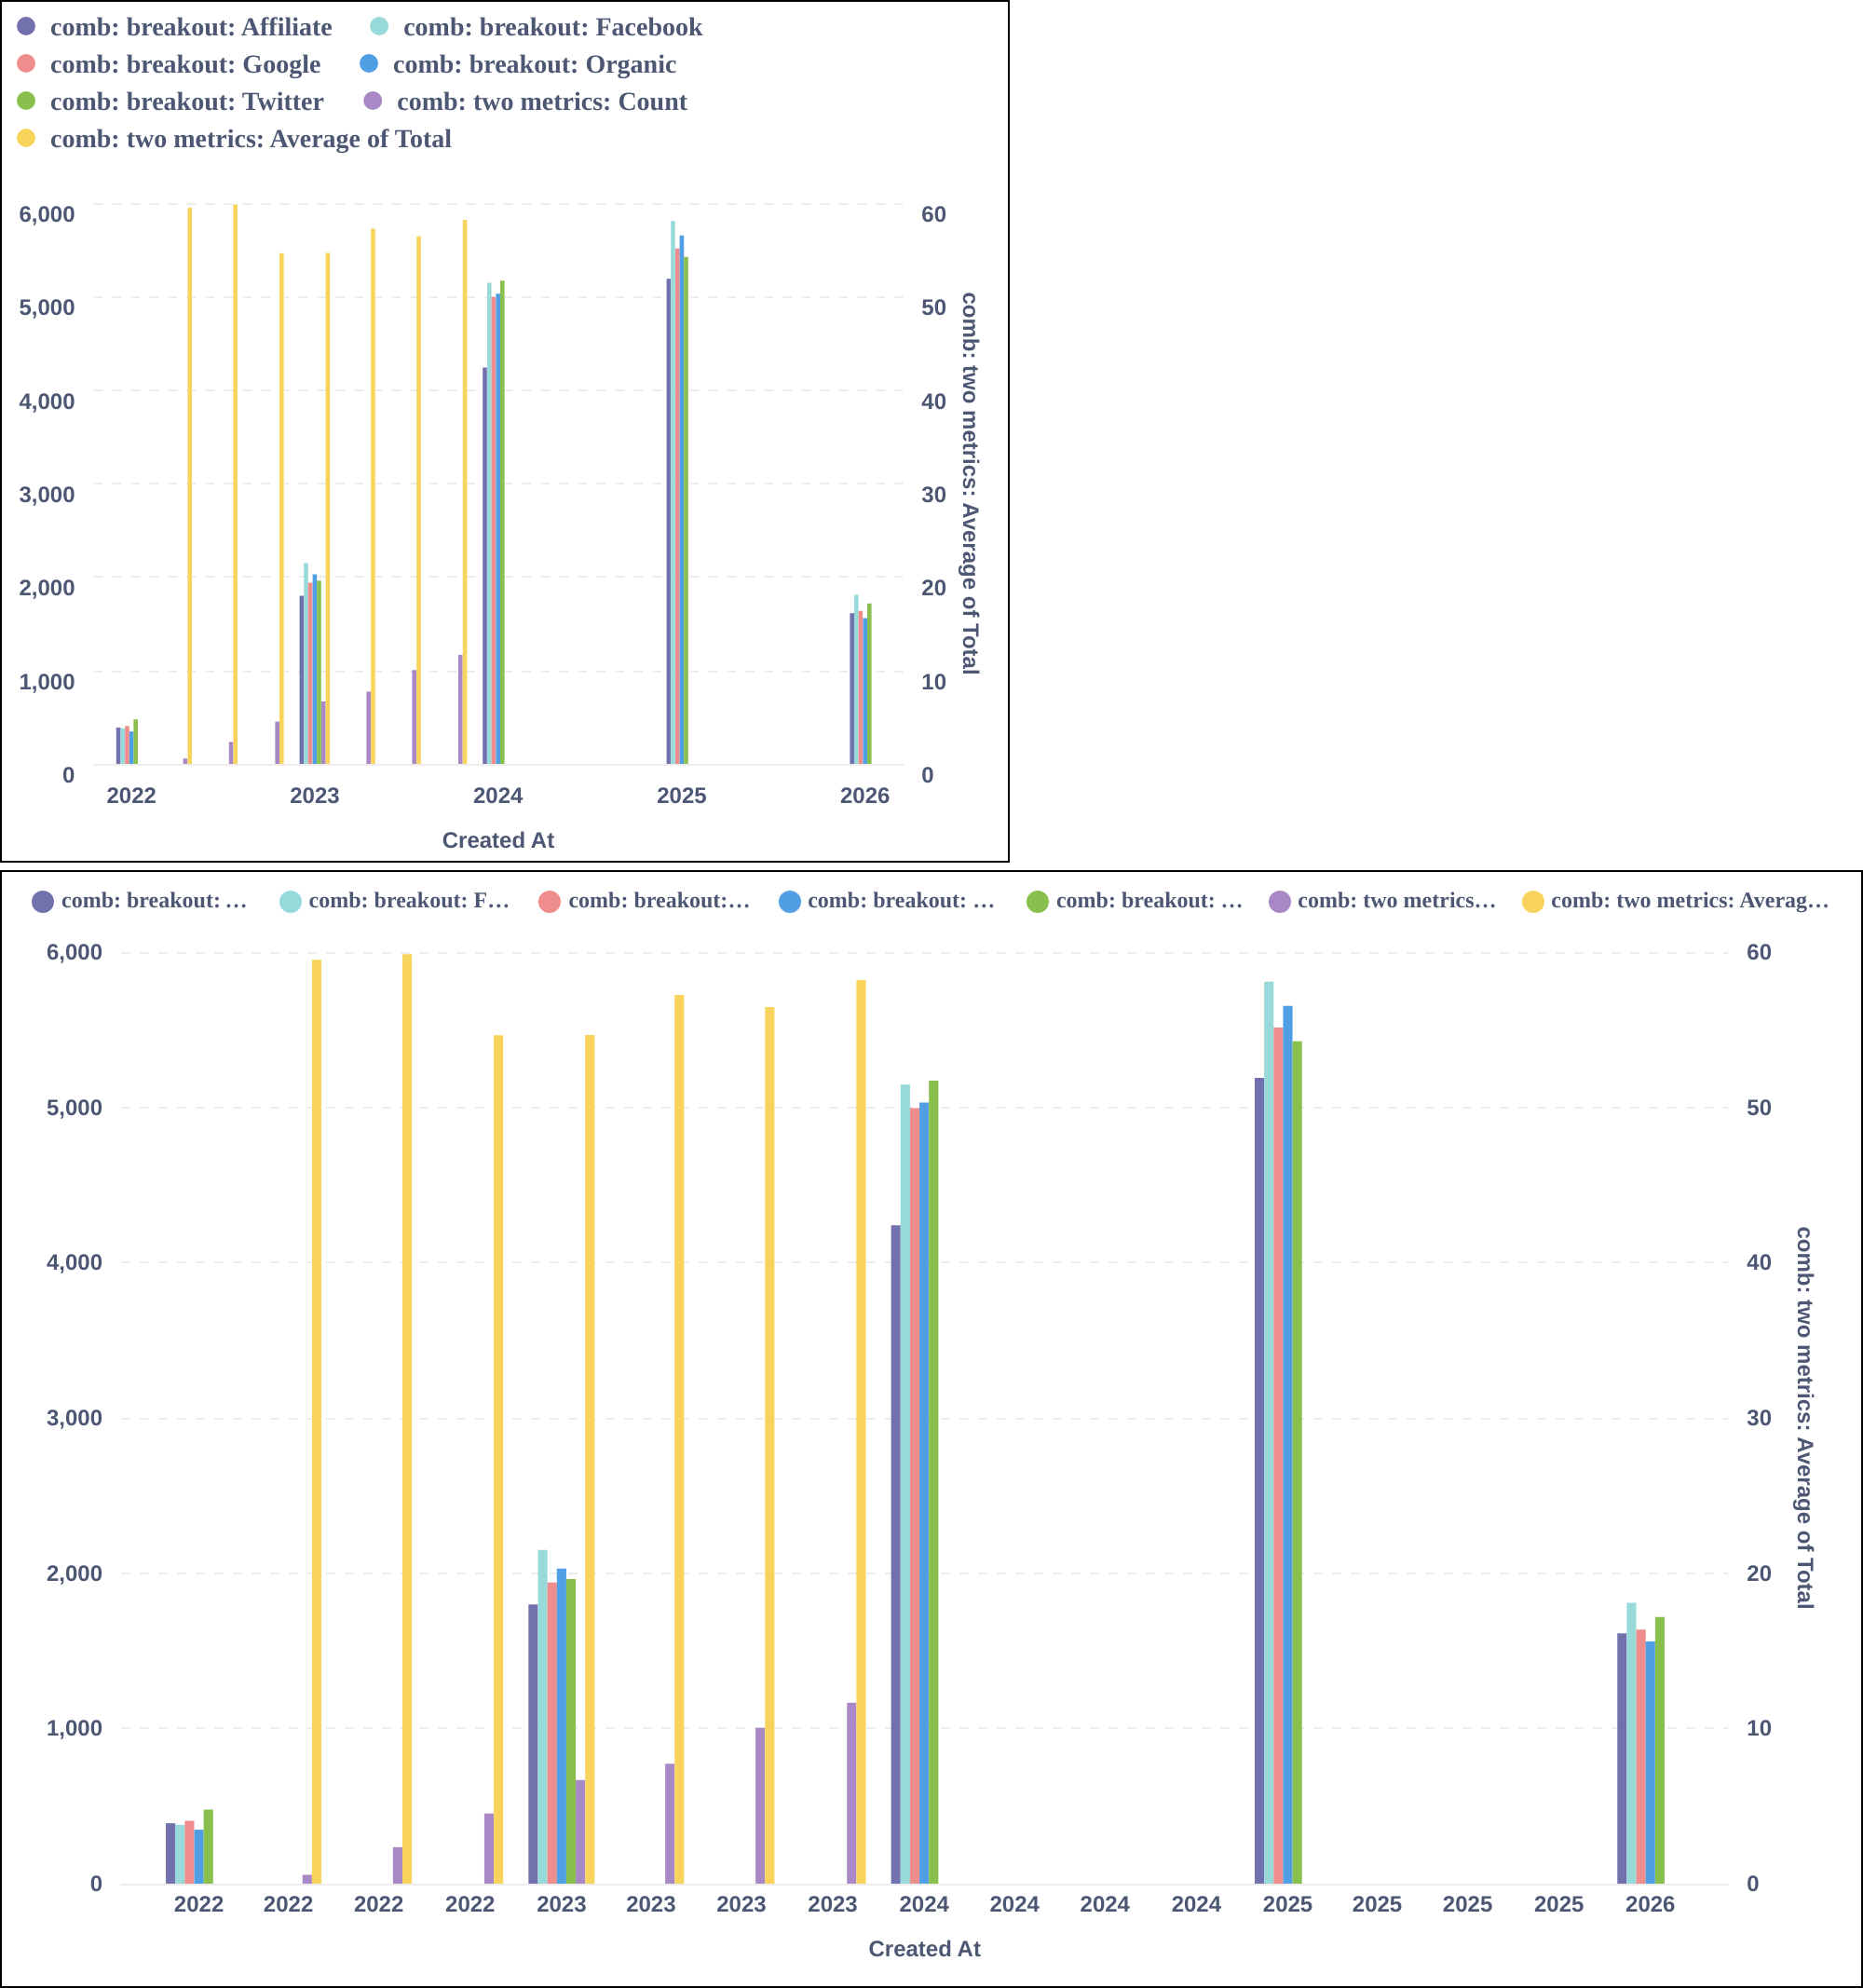 comb: breakout: Affiliate comb: breakout: Facebook
comb: breakout: Google comb: breakout: Organic
comb: breakout: Twitter comb: two metrics: Count
comb: two metrics: Average of Total
6,000 60
5,000 50
4,000 40
3,000 30
2,000 20
1,000 10
0 0
comb: two metrics: Average of Total
2022 2023 2024 2025 2026
Created At
comb: breakout: … comb: breakout: F… comb: breakout:… comb: breakout: … comb: breakout: … comb: two metrics… comb: two metrics: Averag…
6,000 60
5,000 50
4,000 40
3,000 30
2,000 20
1,000 10
0 0
comb: two metrics: Average of Total
2022 2022 2022 2022 2023 2023 2023 2023 2024 2024 2024 2024 2025 2025 2025 2025 2026
Created At